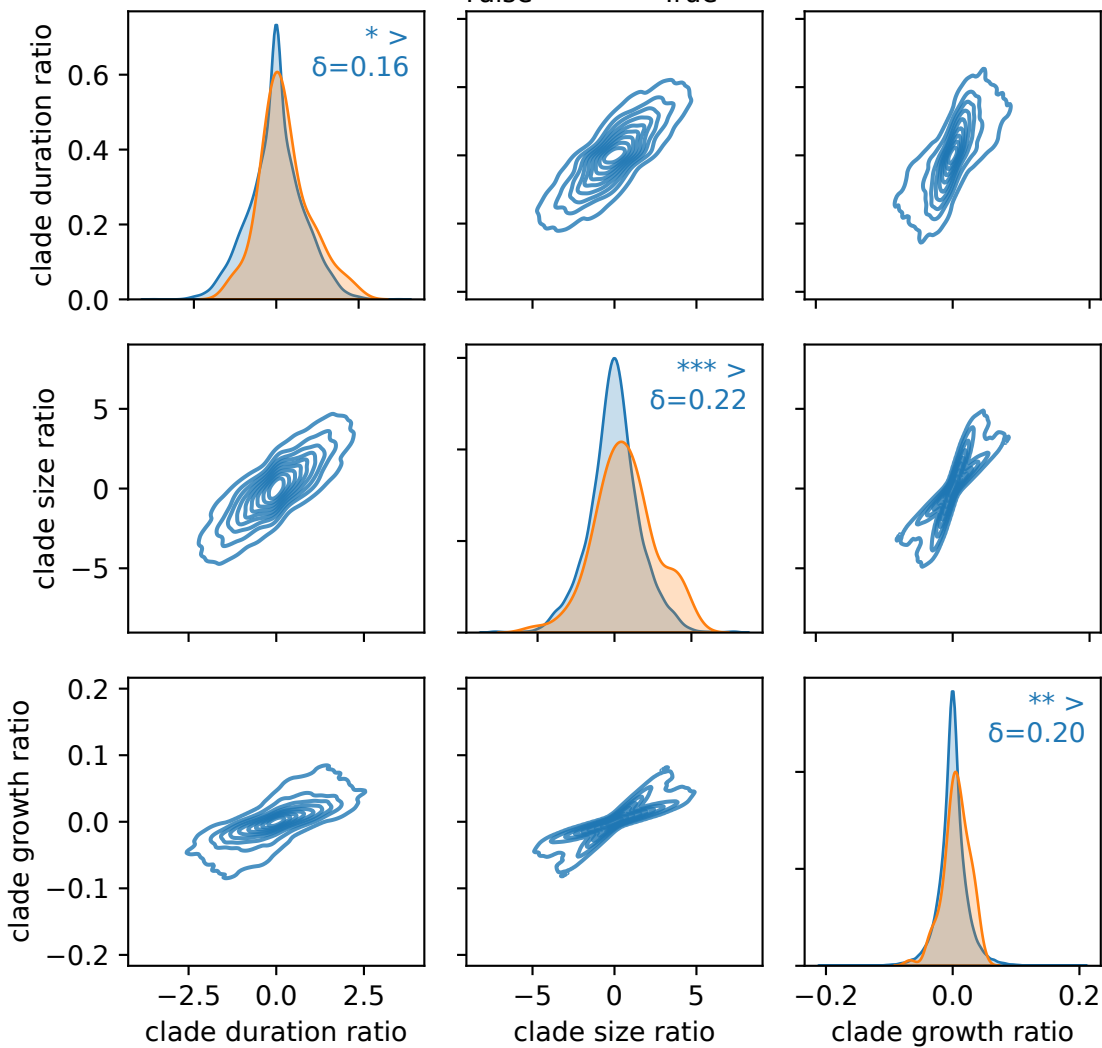 False True
clade duration ratio
0.6
0.4
0.2
0.0
* >
δ=0.16
clade size ratio
5
0
−5
*** >
δ=0.22
clade growth ratio
0.2
0.1
0.0
−0.1
−0.2
** >
δ=0.20
−2.5 0.0 2.5
−5 0 5
−0.2 0.0 0.2
clade duration ratio
clade size ratio
clade growth ratio